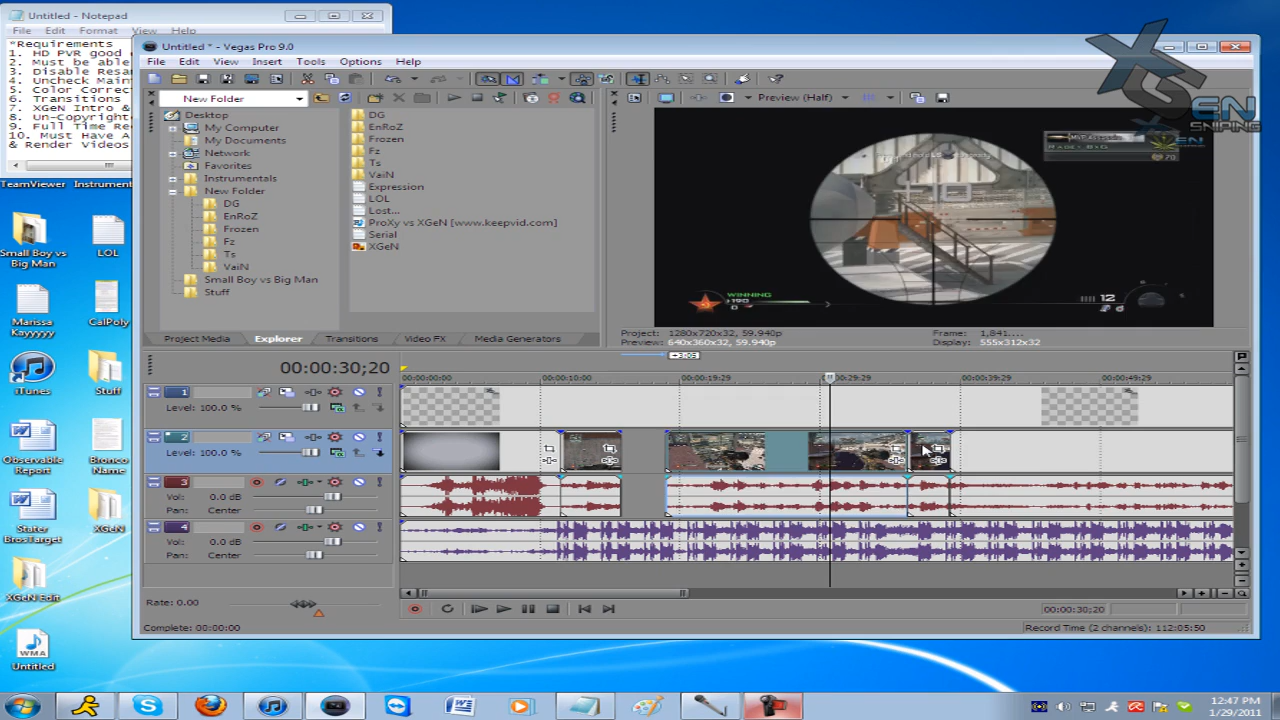 Untitled - Notepad
File Edit Format View Help
*Requirements
1. HD PVR good
2. Must be able
3. Disable Resa
4. Uncheck Main
5. Color Correc
6. Transitions
7. XGeN Intro &
8. Un-Copyright
9. Full Time Re
10. Must Have A
& Render Videos
Untitled * - Vegas Pro 9.0
File Edit View Insert Tools Options Help
New Folder
Preview (Half)
Desktop
My Computer
My Documents
Network
Favorites
Instrumentals
New Folder
DG
EnRoZ
Frozen
Fz
Ts
VaiN
Small Boy vs Big Man
Stuff
DG
EnRoZ
Frozen
Fz
Ts
VaiN
Expression
LOL
Lost...
ProXy vs XGeN [www.keepvid.com]
Serial
XGeN
WINNING
190
0
12
70
XGEN
SNIPING
Project Media Explorer Transitions Video FX Media Generators
Project: 1280x720x32, 59.940p
Preview: 640x360x32, 59.940p
Frame: 1,841....
Display: 555x312x32
00:00:30;20
+3:05
00:00:00:00 00:00:10:00 00:00:19:29 00:00:29:29 00:00:39:29 00:00:49:29
1
Level: 100.0 %
2
Level: 100.0 %
3
Vol: 0.0 dB
Pan: Center
4
Vol: 0.0 dB
Pan: Center
Rate: 0.00
00:00:30;20
Complete: 00:00:00
Record Time (2 channels): 112:05:50
TeamViewer
Instrument
Small Boy vs
Big Man
LOL
Marissa
Kayyyyy
CalPoly
iTunes
Stuff
Observable
Report
Bronco
Name
Stater
BrosTarget
XGeN
XGeN Edit
Untitled
12:47 PM
1/29/2011